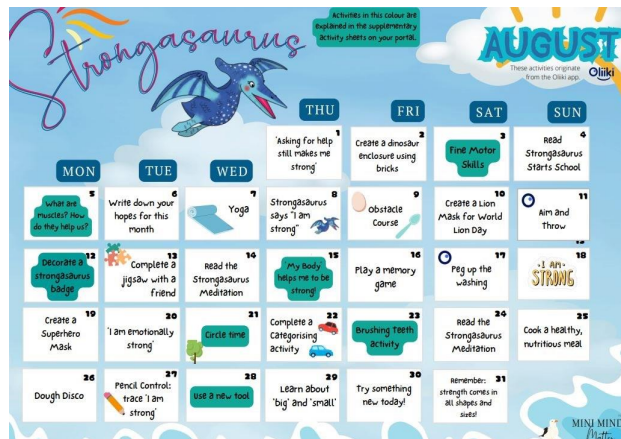 Strongasaurus
Activities in this colour are
explained in the supplementary
activity sheets on your portal.
AUGUST
These activities originate
from the Oliiki app.
Oliiki
THU
FRI
SAT
SUN
MON
TUE
WED
1
'Asking for help
still makes me
strong'
2
Create a dinosaur
enclosure using
bricks
3
Fine Motor
Skills
4
Read
Strongasaurus
Starts School
5
What are
muscles? How
do they help us?
6
Write down your
hopes for this
month
7
Yoga
8
Strongasaurus
says "I am
strong"
9
Obstacle
Course
10
Create a Lion
Mask for World
Lion Day
11
Aim and
Throw
12
Decorate a
strongasaurus
badge
13
Complete a
jigsaw with a
friend
14
Read the
Strongasaurus
Meditation
15
My Body
helps me to be
strong!
16
Play a memory
game
17
Peg up the
washing
18
I AM
STRONG
19
Create a
Superhero
Mask
20
'I am emotionally
strong'
21
Circle time
22
Complete a
Categorising
activity
23
Brushing Teeth
activity
24
Read the
Strongasaurus
Meditation
25
Cook a healthy,
nutritious meal
26
Dough Disco
27
Pencil Control:
trace 'I am
strong'
28
Use a new tool
29
Learn about
'big' and 'small'
30
Try something
new today!
31
Remember:
strength comes in
all shapes and
sizes!
MINI MIND
Matter